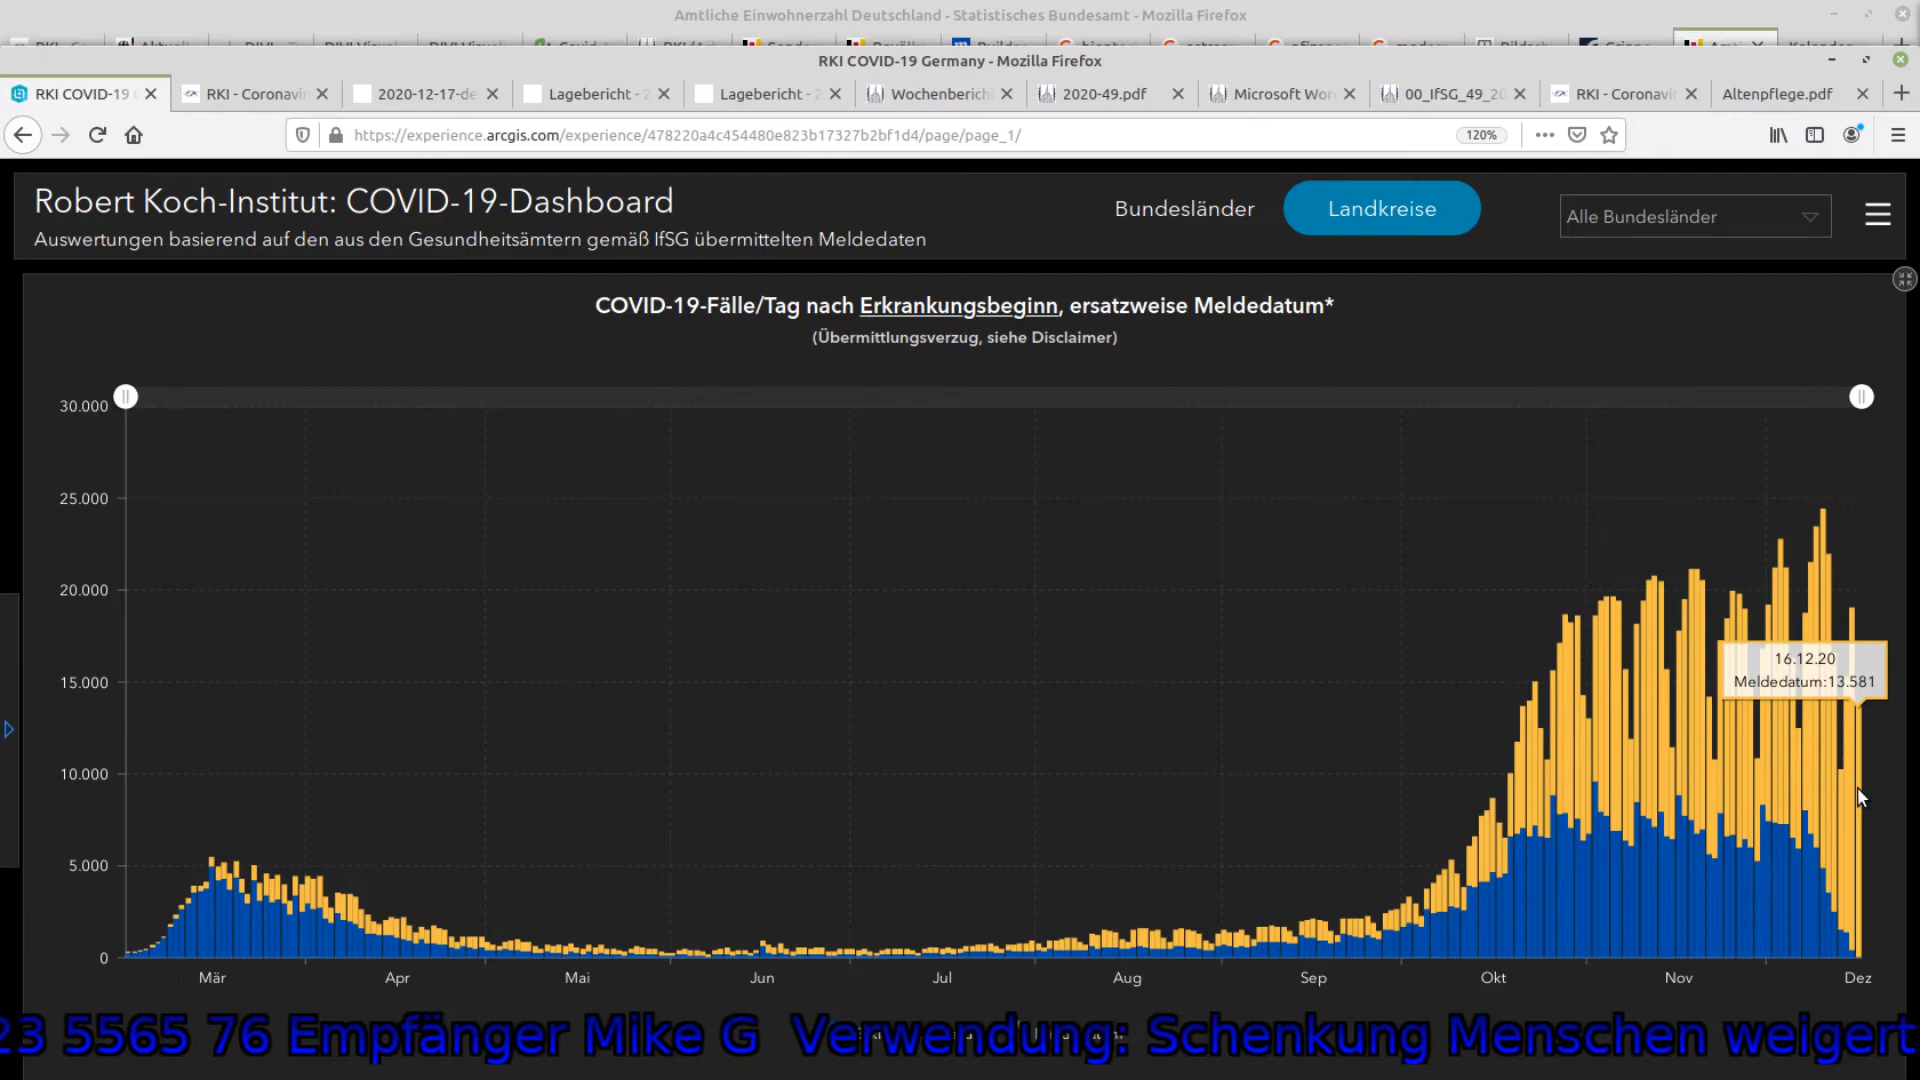 Amtliche Einwohnerzahl Deutschland - Statistisches Bundesamt - Mozilla Firefox
RKI COVID-19 Germany - Mozilla Firefox
RKI COVID-19 RKI - Coronavir 2020-12-17-de Lagebericht - 2 Lagebericht - 2 Wochenbericht 2020-49.pdf Microsoft Wor 00_IfSG_49_20 RKI - Coronavir Altenpflege.pdf
https://experience.arcgis.com/experience/478220a4c454480e823b17327b2bf1d4/page/page_1/ 120%
Robert Koch-Institut: COVID-19-Dashboard
Auswertungen basierend auf den aus den Gesundheitsämtern gemäß IfSG übermittelten Meldedaten
Bundesländer Landkreise Alle Bundesländer
COVID-19-Fälle/Tag nach Erkrankungsbeginn, ersatzweise Meldedatum*
(Übermittlungsverzug, siehe Disclaimer)
30.000
25.000
20.000
15.000
10.000
5.000
0
16.12.20
Meldedatum:13.581
Mär Apr Mai Jun Jul Aug Sep Okt Nov Dez
23 5565 76 Empfänger Mike G Verwendung: Schenkung Menschen weigert